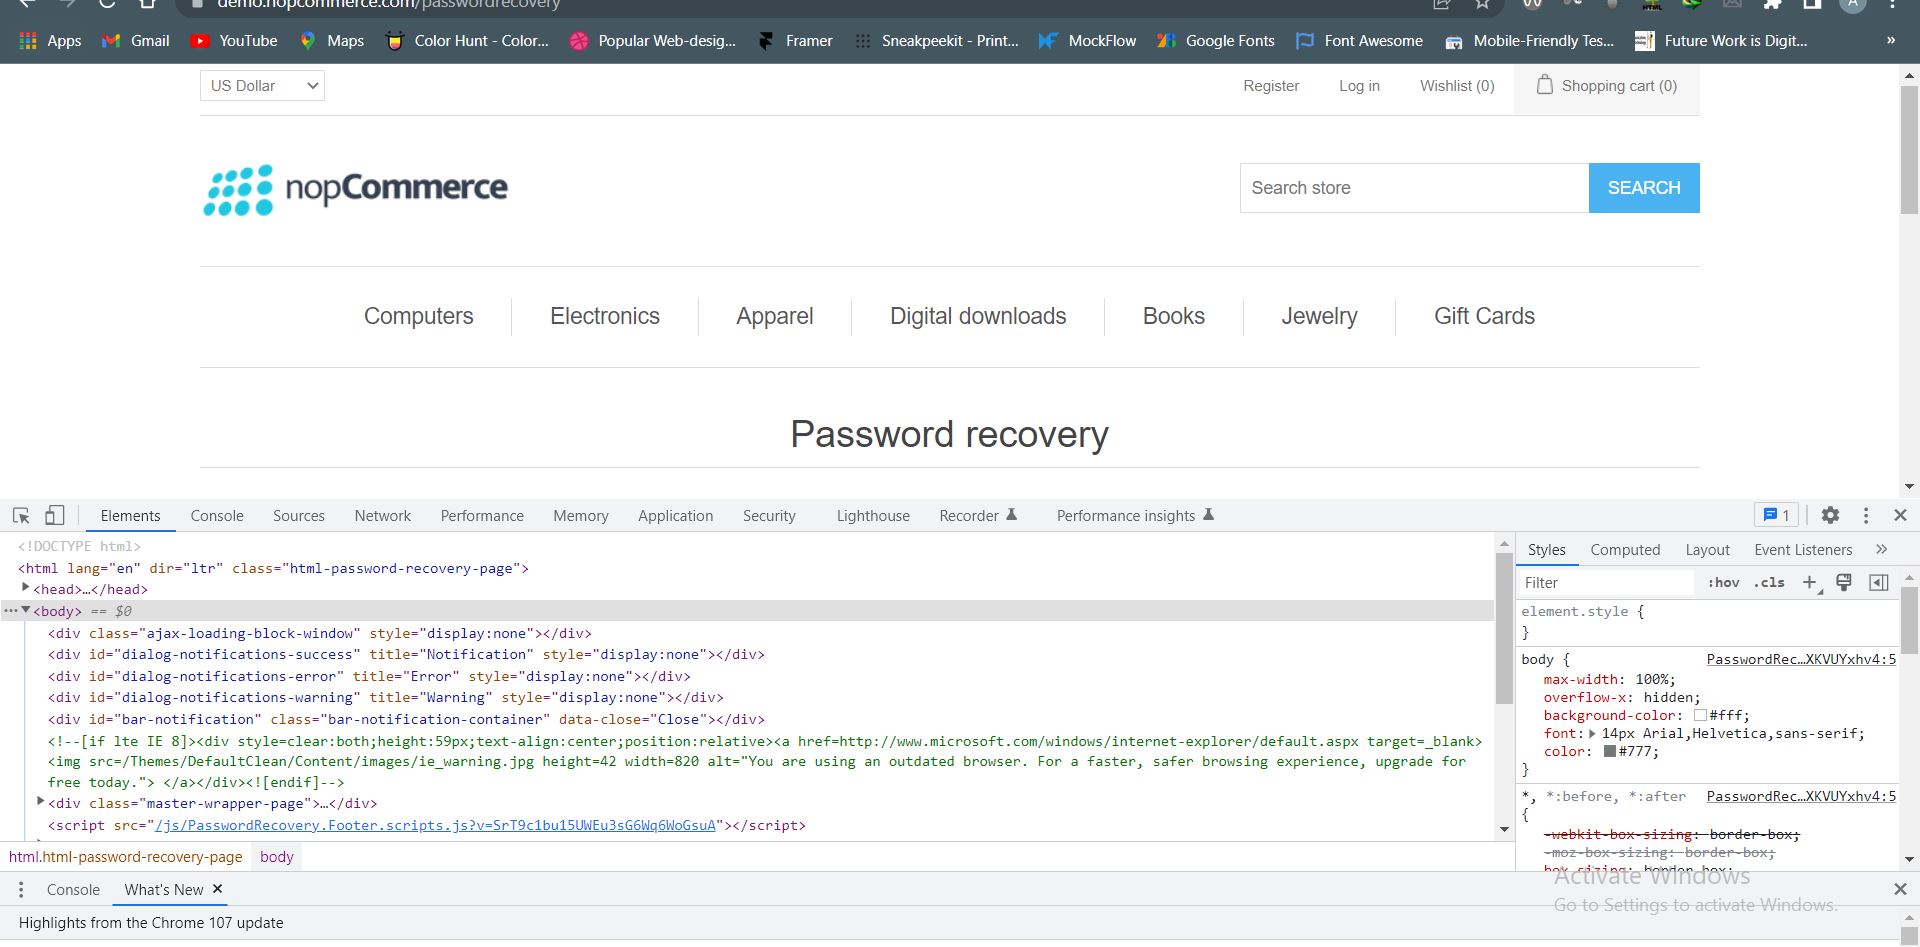 demo.nopcommerce.com/passwordrecovery
Apps Gmail YouTube Maps Color Hunt - Color... Popular Web-desig... Framer Sneakpeekit - Print... MockFlow Google Fonts Font Awesome Mobile-Friendly Tes... Future Work is Digit... »
US Dollar Register Log in Wishlist (0) Shopping cart (0)
nopCommerce Search store SEARCH
Computers Electronics Apparel Digital downloads Books Jewelry Gift Cards
Password recovery
Elements Console Sources Network Performance Memory Application Security Lighthouse Recorder Performance insights 1
<!DOCTYPE html>
<html lang="en" dir="ltr" class="html-password-recovery-page">
<head>…</head>
<body> == $0
<div class="ajax-loading-block-window" style="display:none"></div>
<div id="dialog-notifications-success" title="Notification" style="display:none"></div>
<div id="dialog-notifications-error" title="Error" style="display:none"></div>
<div id="dialog-notifications-warning" title="Warning" style="display:none"></div>
<div id="bar-notification" class="bar-notification-container" data-close="Close"></div>
<!--[if lte IE 8]><div style=clear:both;height:59px;text-align:center;position:relative><a href=http://www.microsoft.com/windows/internet-explorer/default.aspx target=_blank>
<img src=/Themes/DefaultClean/Content/images/ie_warning.jpg height=42 width=820 alt="You are using an outdated browser. For a faster, safer browsing experience, upgrade for
free today."> </a></div><![endif]-->
<div class="master-wrapper-page">…</div>
<script src="/js/PasswordRecovery.Footer.scripts.js?v=SrT9c1bu15UWEu3sG6Wq6WoGsuA"></script>
html.html-password-recovery-page body
Styles Computed Layout Event Listeners »
Filter :hov .cls
element.style {
}
body { PasswordRec…XKVUYxhv4:5
max-width: 100%;
overflow-x: hidden;
background-color: #fff;
font: 14px Arial,Helvetica,sans-serif;
color: #777;
}
*, *:before, *:after PasswordRec…XKVUYxhv4:5
{
-webkit-box-sizing: border-box;
-moz-box-sizing: border-box;
box-sizing: border-box;
Activate Windows
Go to Settings to activate Windows.
Console What's New
Highlights from the Chrome 107 update